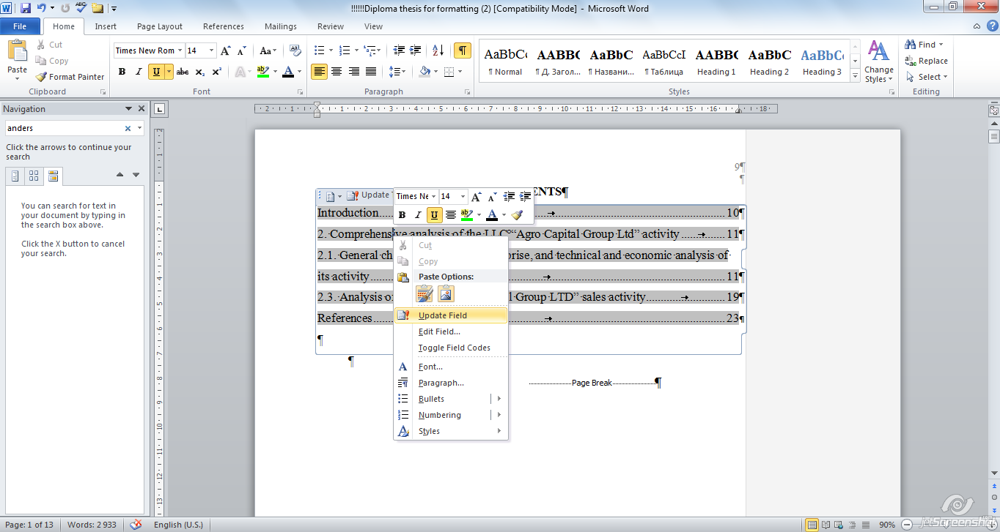 !!!!!!Diploma thesis for formatting (2) [Compatibility Mode] - Microsoft Word
File Home Insert Page Layout References Mailings Review View
Paste
Cut
Copy
Format Painter
Clipboard
Times New Rom 14
Font
Paragraph
AaBbCc AABBC AaBbC AaBbCcI AABBC AaBbC AaBbC
¶ Normal ¶ Д. Загол... ¶ Названи... ¶ Таблица Heading 1 Heading 2 Heading 3
Styles
Change
Styles
Find
Replace
Select
Editing
Navigation
anders
Click the arrows to continue your
search
You can search for text in
your document by typing in
the search box above.
Click the X button to cancel
your search.
9¶
¶
ENTS¶
Update
Times Ne 14
Introduction 10¶
2. Comprehensive analysis of the LLC “Agro Capital Group Ltd” activity 11¶
2.1. General ch prise, and technical and economic analysis of
its activity 11¶
2.3. Analysis o l Group LTD” sales activity 19¶
References 23¶
¶
¶
Page Break ¶
Cut
Copy
Paste Options:
Update Field
Edit Field...
Toggle Field Codes
Font...
Paragraph...
Bullets
Numbering
Styles
Page: 1 of 13 Words: 2 933 English (U.S.) 90%
jetScreenshot